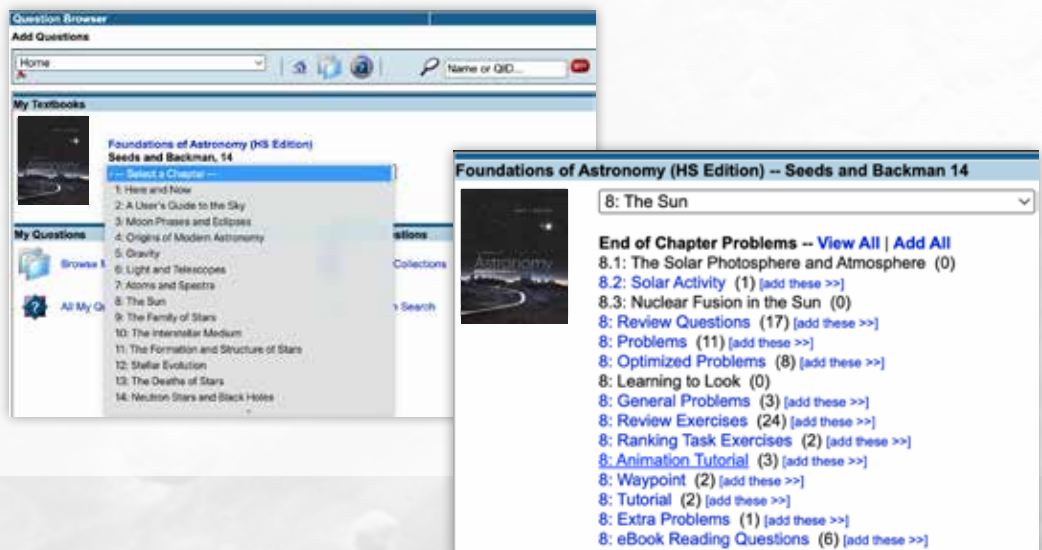 Question Browser
Add Questions
Home
Name or QID...
My Textbooks
Foundations of Astronomy (HS Edition)
Seeds and Backman, 14
--- Select a Chapter ---
1: Here and Now
2: A User's Guide to the Sky
3: Moon Phases and Eclipses
4: Origins of Modern Astronomy
5: Gravity
6: Light and Telescopes
7: Atoms and Spectra
8: The Sun
9: The Family of Stars
10: The Interstellar Medium
11: The Formation and Structure of Stars
12: Stellar Evolution
13: The Deaths of Stars
14: Neutron Stars and Black Holes
My Questions
Browse
All My
Collections
Search
Foundations of Astronomy (HS Edition) -- Seeds and Backman 14
8: The Sun
Astronomy
End of Chapter Problems -- View All | Add All
8.1: The Solar Photosphere and Atmosphere (0)
8.2: Solar Activity (1) [add these >>]
8.3: Nuclear Fusion in the Sun (0)
8: Review Questions (17) [add these >>]
8: Problems (11) [add these >>]
8: Optimized Problems (8) [add these >>]
8: Learning to Look (0)
8: General Problems (3) [add these >>]
8: Review Exercises (24) [add these >>]
8: Ranking Task Exercises (2) [add these >>]
8: Animation Tutorial (3) [add these >>]
8: Waypoint (2) [add these >>]
8: Tutorial (2) [add these >>]
8: Extra Problems (1) [add these >>]
8: eBook Reading Questions (6) [add these >>]